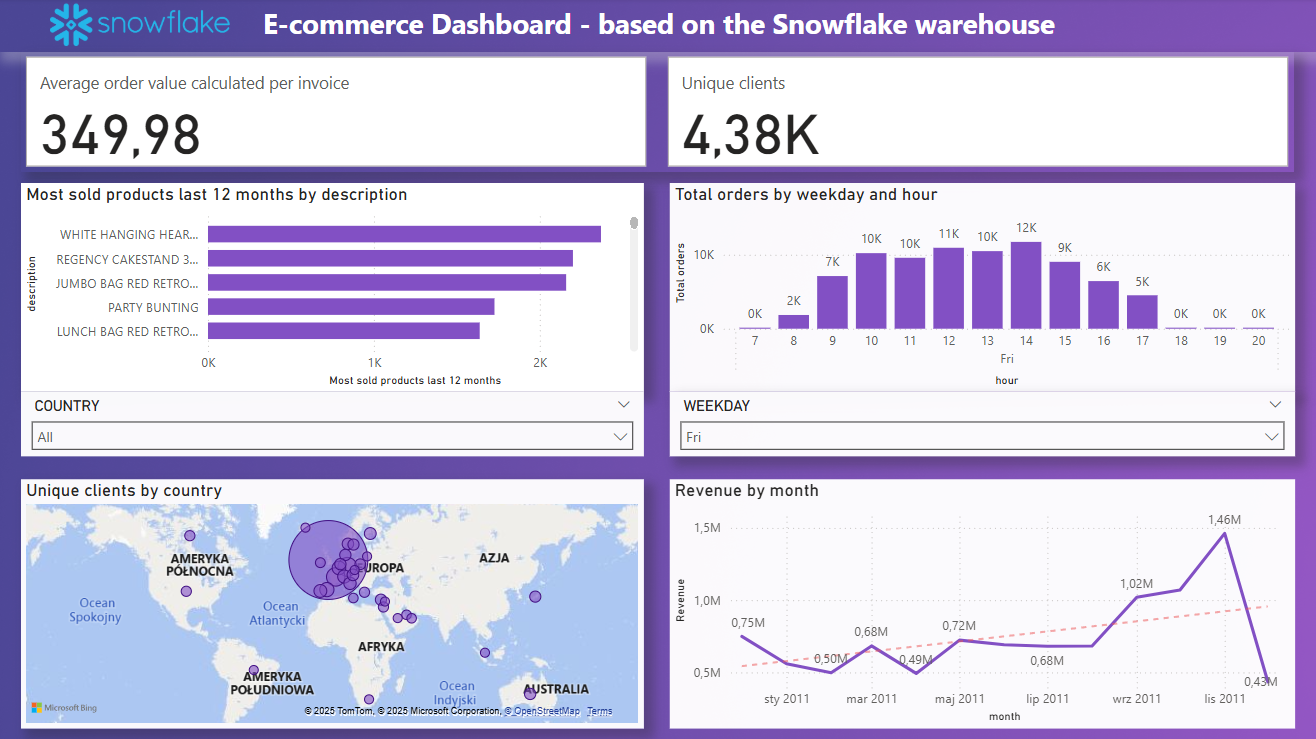 snowflake
E-commerce Dashboard - based on the Snowflake warehouse
Average order value calculated per invoice
349,98
Unique clients
4,38K
Most sold products last 12 months by description
description
WHITE HANGING HEAR...
REGENCY CAKESTAND 3...
JUMBO BAG RED RETRO...
PARTY BUNTING
LUNCH BAG RED RETRO...
0K 1K 2K
Most sold products last 12 months
COUNTRY
All
Total orders by weekday and hour
Total orders
10K
0K
0K 2K 7K 10K 10K 11K 10K 12K 9K 6K 5K 0K 0K 0K
7 8 9 10 11 12 13 14 15 16 17 18 19 20
Fri
hour
WEEKDAY
Fri
Unique clients by country
AMERYKA
PÓŁNOCNA
UROPA
AZJA
Ocean
Spokojny
Ocean
Atlantycki
AFRYKA
AMERYKA
POŁUDNIOWA
Ocean
Indyjski
AUSTRALIA
Microsoft Bing
© 2025 TomTom, © 2025 Microsoft Corporation, © OpenStreetMap Terms
Revenue by month
Revenue
1,5M
1,0M
0,5M
0,75M 0,50M 0,68M 0,49M 0,72M 0,68M 1,02M 1,46M 0,43M
sty 2011 mar 2011 maj 2011 lip 2011 wrz 2011 lis 2011
month